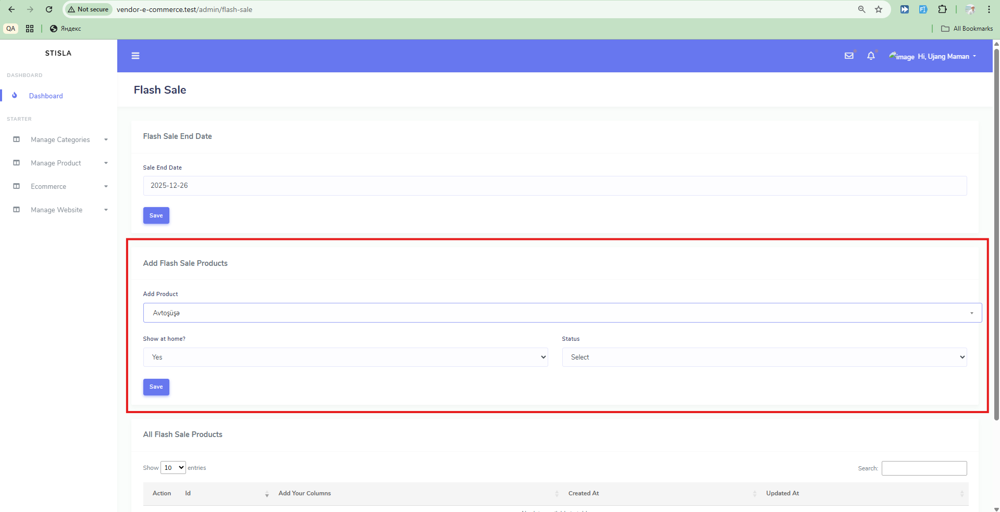 Not secure
vendor-e-commerce.test/admin/flash-sale
QA
Яндекс
All Bookmarks
STISLA
image Hi, Ujang Maman
DASHBOARD
Dashboard
STARTER
Manage Categories
Manage Product
Ecommerce
Manage Website
Flash Sale
Flash Sale End Date
Sale End Date
2025-12-26
Save
Add Flash Sale Products
Add Product
Avtoşüşə
Show at home?
Status
Yes
Select
Save
All Flash Sale Products
Show 10 entries
Search:
Action Id Add Your Columns Created At Updated At